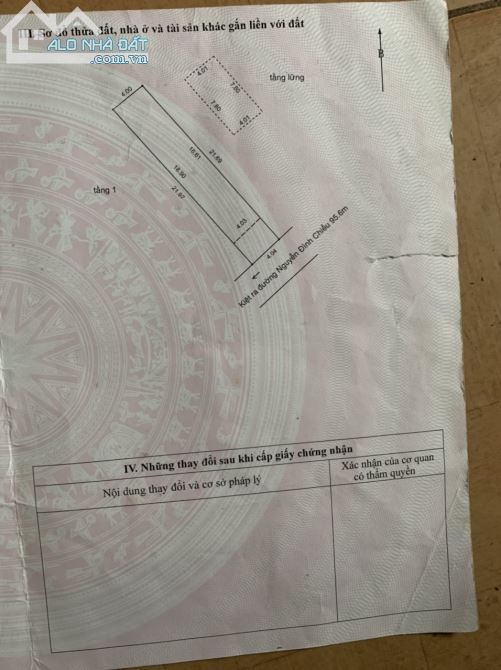 III. Sơ đồ thửa đất, nhà ở và tài sản khác gắn liền với đất
ALO NHÀ ĐẤT
.com.vn
B
tầng lửng
4.01
7.80
7.80
4.01
4.00
18.61
21.69
18.90
21.97
tầng 1
4.03
4.04
Kiệt ra đường Nguyễn Đình Chiểu 95.6m
IV. Những thay đổi sau khi cấp giấy chứng nhận
Nội dung thay đổi và cơ sở pháp lý
Xác nhận của cơ quan
có thẩm quyền